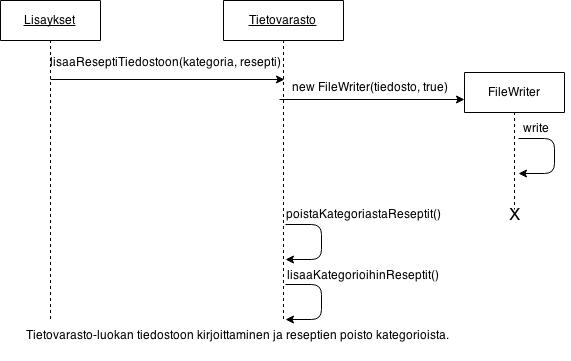 Lisaykset
Tietovarasto
lisaaReseptiTiedostoon(kategoria, resepti)
new FileWriter(tiedosto, true)
FileWriter
write
X
poistaKategoriastaReseptit()
lisaaKategorioihinReseptit()
Tietovarasto-luokan tiedostoon kirjoittaminen ja reseptien poisto kategorioista.